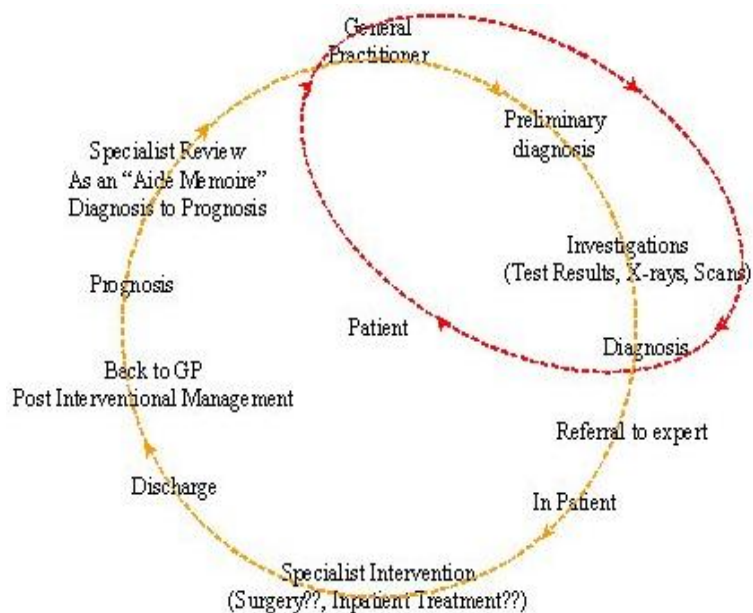 General
Practitioner
Preliminary
diagnosis
Specialist Review
As an “Aide Memoire”
Diagnosis to Prognosis
Investigations
(Test Results, X-rays, Scans)
Prognosis
Patient
Diagnosis
Back to GP
Post Interventional Management
Referral to expert
Discharge
In Patient
Specialist Intervention
(Surgery??, Inpatient Treatment??)